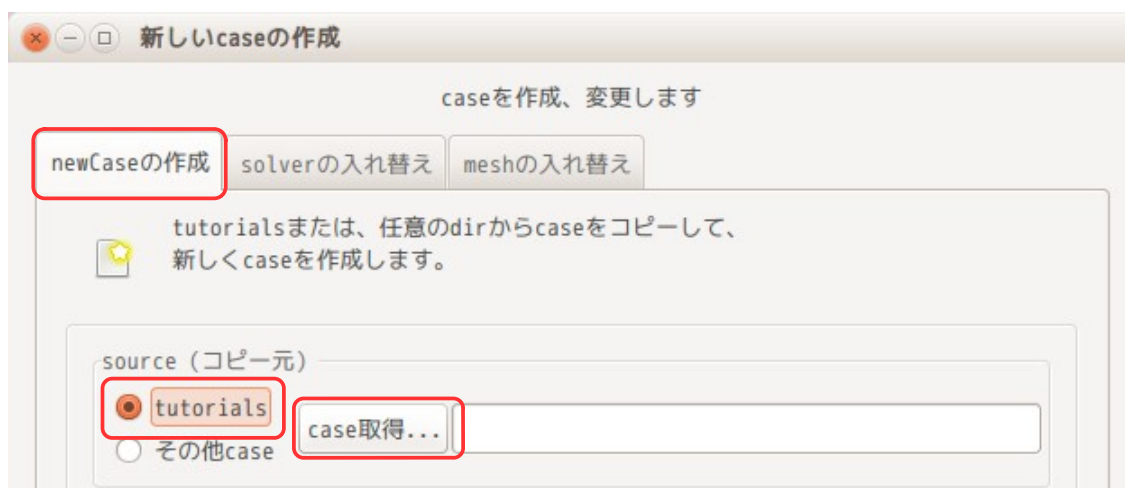 新しいcaseの作成
caseを作成、変更します
newCaseの作成 solverの入れ替え meshの入れ替え
tutorialsまたは、任意のdirからcaseをコピーして、
新しくcaseを作成します。
source (コピー元)
tutorials
case取得...
その他case